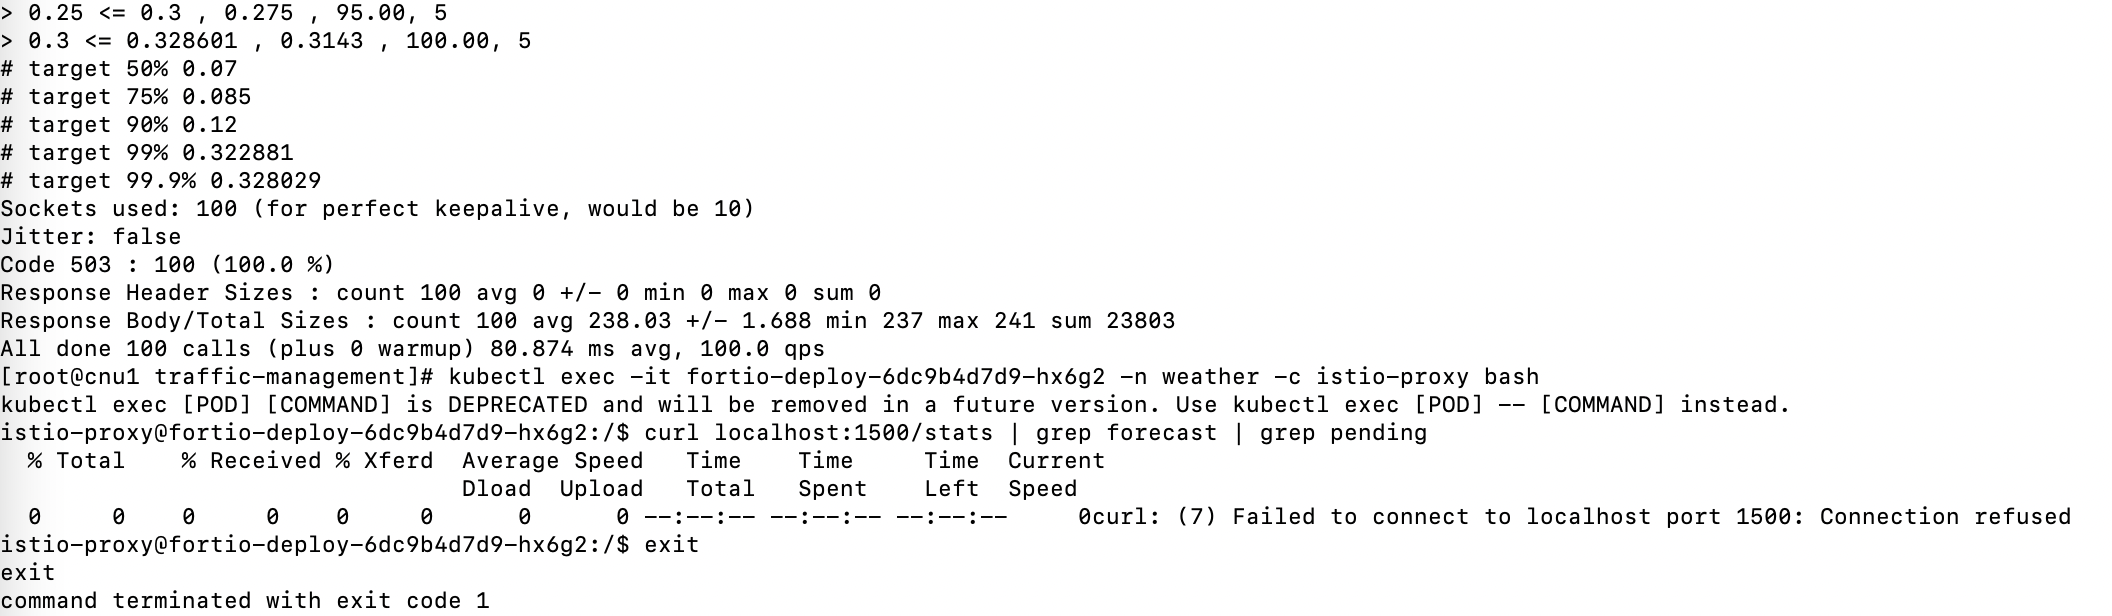 > 0.25 <= 0.3 , 0.275 , 95.00, 5
> 0.3 <= 0.328601 , 0.3143 , 100.00, 5
# target 50% 0.07
# target 75% 0.085
# target 90% 0.12
# target 99% 0.322881
# target 99.9% 0.328029
Sockets used: 100 (for perfect keepalive, would be 10)
Jitter: false
Code 503 : 100 (100.0 %)
Response Header Sizes : count 100 avg 0 +/- 0 min 0 max 0 sum 0
Response Body/Total Sizes : count 100 avg 238.03 +/- 1.688 min 237 max 241 sum 23803
All done 100 calls (plus 0 warmup) 80.874 ms avg, 100.0 qps
[root@cnu1 traffic-management]# kubectl exec -it fortio-deploy-6dc9b4d7d9-hx6g2 -n weather -c istio-proxy bash
kubectl exec [POD] [COMMAND] is DEPRECATED and will be removed in a future version. Use kubectl exec [POD] -- [COMMAND] instead.
istio-proxy@fortio-deploy-6dc9b4d7d9-hx6g2:/$ curl localhost:1500/stats | grep forecast | grep pending
  % Total    % Received % Xferd  Average Speed   Time    Time     Time  Current
                                 Dload  Upload   Total   Spent    Left  Speed
  0     0    0     0    0     0      0      0 --:--:-- --:--:-- --:--:--     0curl: (7) Failed to connect to localhost port 1500: Connection refused
istio-proxy@fortio-deploy-6dc9b4d7d9-hx6g2:/$ exit
exit
command terminated with exit code 1